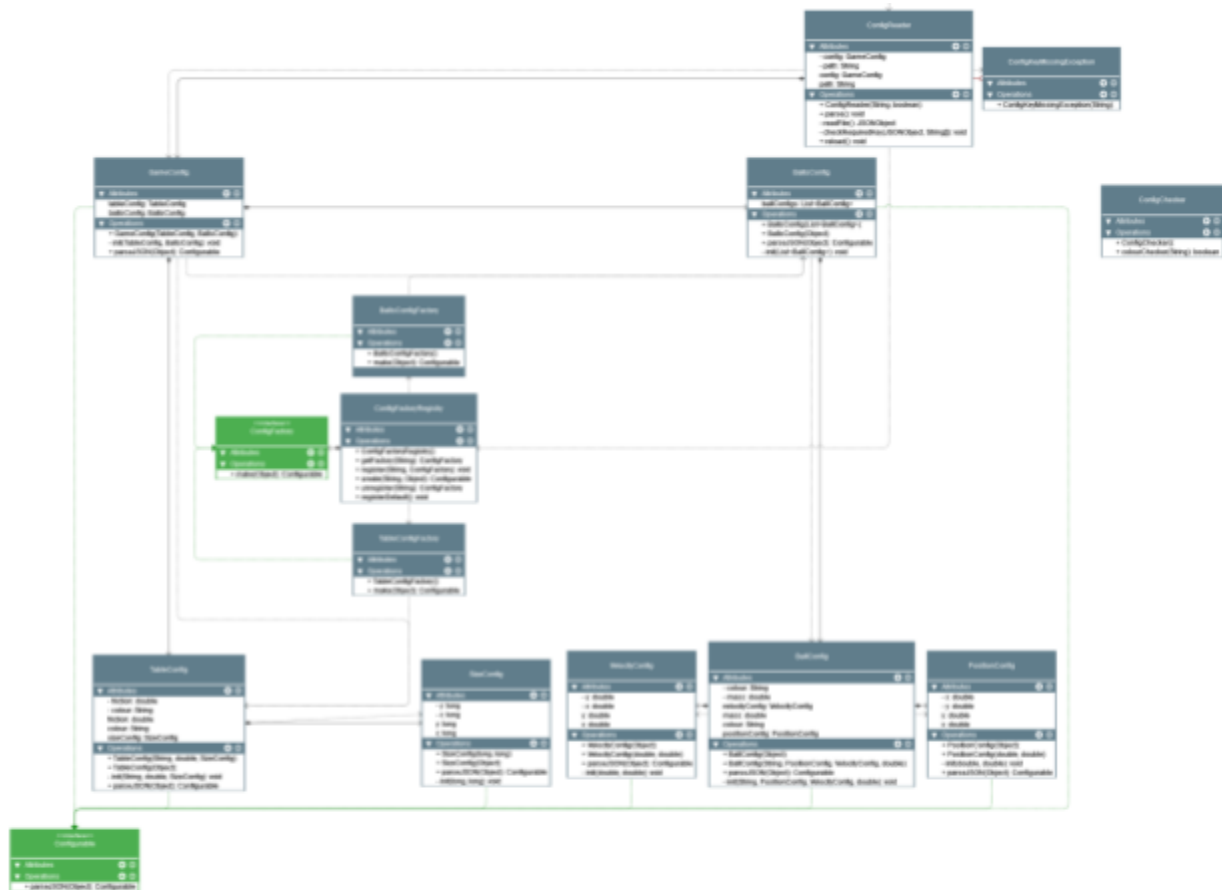 ConfigReader
Attributes
- config: GameConfig
- path: String
config: GameConfig
path: String
Operations
+ ConfigReader(String, boolean)
+ parse(): void
- readFile(): JSONObject
- checkRequiredKey(JSONObject, String[]): void
+ reload(): void
ConfigKeyMissingException
Attributes
Operations
+ ConfigKeyMissingException(String)
GameConfig
Attributes
tableConfig: TableConfig
ballsConfig: BallsConfig
Operations
+ GameConfig(TableConfig, BallsConfig)
- init(TableConfig, BallsConfig): void
+ parseJSON(Object): Configurable
BallsConfig
Attributes
ballConfigs: List<BallConfig>
Operations
+ BallsConfig(List<BallConfig>)
+ BallsConfig(Object)
+ parseJSON(Object): Configurable
- init(List<BallConfig>): void
ConfigChecker
Attributes
Operations
+ ConfigChecker()
+ colourChecker(String): boolean
BallsConfigFactory
Attributes
Operations
+ BallsConfigFactory()
+ make(Object): Configurable
<<interface>>
ConfigFactory
Attributes
Operations
+ make(Object): Configurable
ConfigFactoryRegistry
Attributes
Operations
+ ConfigFactoryRegistry()
+ getFactory(String): ConfigFactory
+ register(String, ConfigFactory): void
+ create(String, Object): Configurable
+ unregister(String): ConfigFactory
+ registerDefault(): void
TableConfigFactory
Attributes
Operations
+ TableConfigFactory()
+ make(Object): Configurable
TableConfig
Attributes
- friction: double
- colour: String
friction: double
colour: String
sizeConfig: SizeConfig
Operations
+ TableConfig(String, double, SizeConfig)
+ TableConfig(Object)
- init(String, double, SizeConfig): void
+ parseJSON(Object): Configurable
SizeConfig
Attributes
- y: long
- x: long
y: long
x: long
Operations
+ SizeConfig(long, long)
+ SizeConfig(Object)
+ parseJSON(Object): Configurable
- init(long, long): void
VelocityConfig
Attributes
- y: double
- x: double
y: double
x: double
Operations
+ VelocityConfig(Object)
+ VelocityConfig(double, double)
+ parseJSON(Object): Configurable
- init(double, double): void
BallConfig
Attributes
- colour: String
- mass: double
velocityConfig: VelocityConfig
mass: double
colour: String
positionConfig: PositionConfig
Operations
+ BallConfig(Object)
+ BallConfig(String, PositionConfig, VelocityConfig, double)
+ parseJSON(Object): Configurable
- init(String, PositionConfig, VelocityConfig, double): void
PositionConfig
Attributes
Operations
+ PositionConfig(Object)
+ PositionConfig(double, double)
- init(double, double): void
+ parseJSON(Object): Configurable
<<interface>>
Configurable
Attributes
Operations
+ parseJSON(Object): Configurable